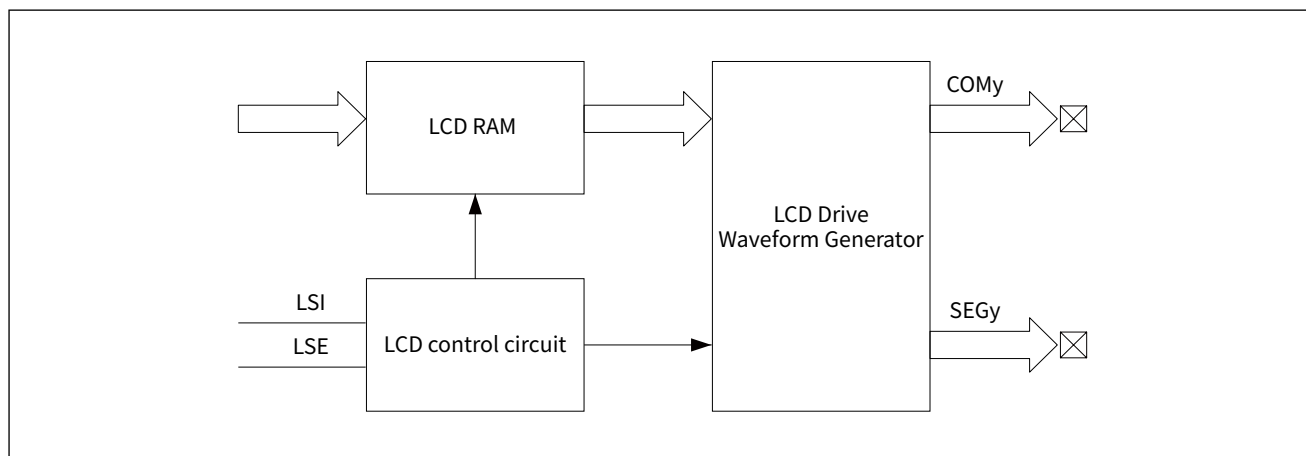 COMy
LCD RAM
LCD Drive
Waveform Generator
LSI
SEGy
LSE
LCD control circuit